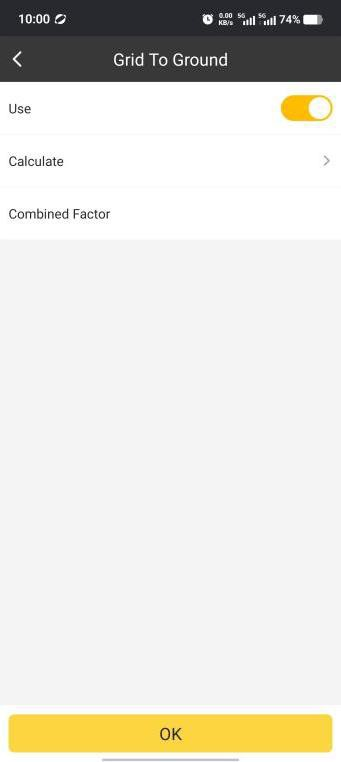 10:00 0.00 KB/s 5G 5G 74%
Grid To Ground
Use
Calculate
Combined Factor
OK